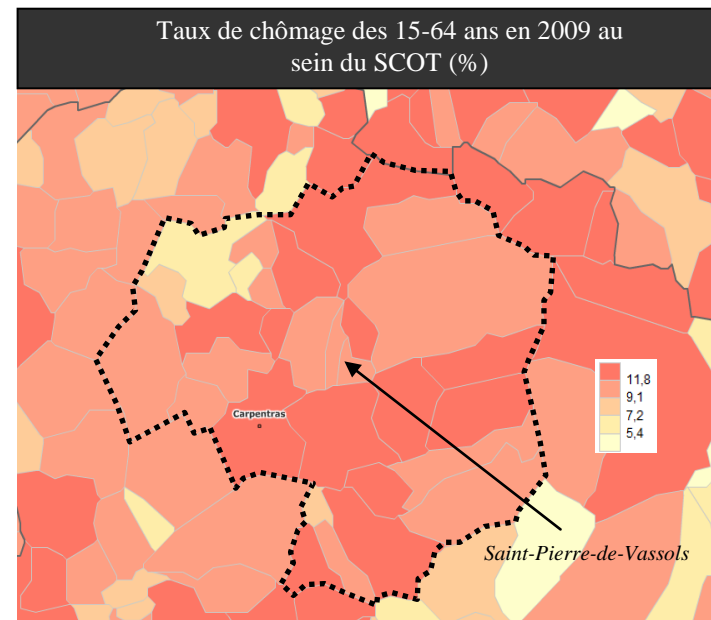 Taux de chômage des 15-64 ans en 2009 au
sein du SCOT (%)
Carpentras
11,8
9,1
7,2
5,4
Saint-Pierre-de-Vassols